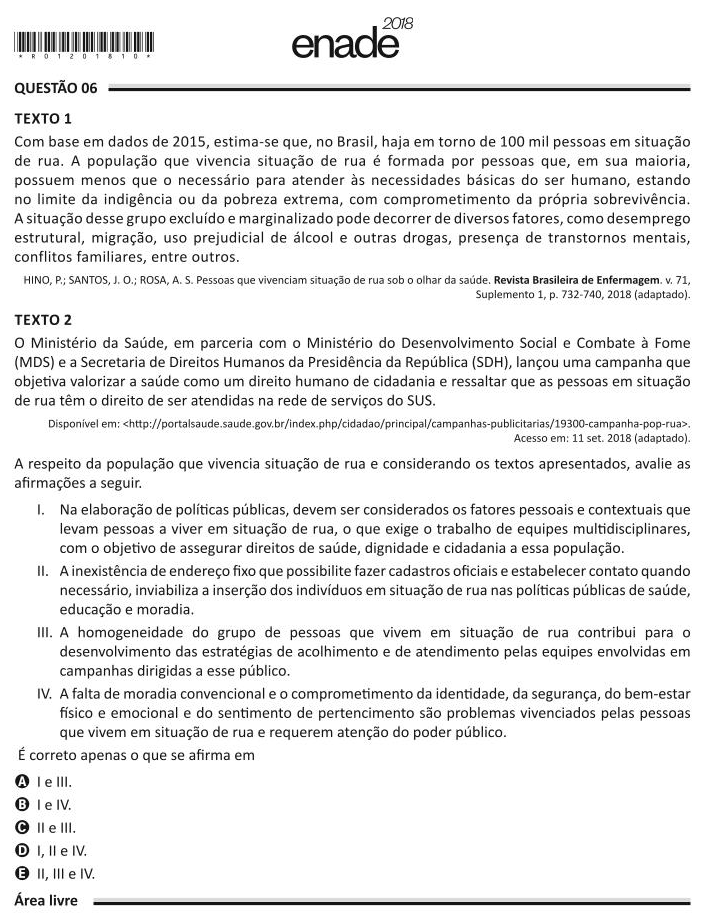 2018
enade
*R01201810*
QUESTÃO 06
TEXTO 1
Com base em dados de 2015, estima-se que, no Brasil, haja em torno de 100 mil pessoas em situação
de rua. A população que vivencia situação de rua é formada por pessoas que, em sua maioria,
possuem menos que o necessário para atender às necessidades básicas do ser humano, estando
no limite da indigência ou da pobreza extrema, com comprometimento da própria sobrevivência.
A situação desse grupo excluído e marginalizado pode decorrer de diversos fatores, como desemprego
estrutural, migração, uso prejudicial de álcool e outras drogas, presença de transtornos mentais,
conflitos familiares, entre outros.
HINO, P.; SANTOS, J. O.; ROSA, A. S. Pessoas que vivenciam situação de rua sob o olhar da saúde. Revista Brasileira de Enfermagem. v. 71,
Suplemento 1, p. 732-740, 2018 (adaptado).
TEXTO 2
O Ministério da Saúde, em parceria com o Ministério do Desenvolvimento Social e Combate à Fome
(MDS) e a Secretaria de Direitos Humanos da Presidência da República (SDH), lançou uma campanha que
objetiva valorizar a saúde como um direito humano de cidadania e ressaltar que as pessoas em situação
de rua têm o direito de ser atendidas na rede de serviços do SUS.
Disponível em: <http://portalsaude.saude.gov.br/index.php/cidadao/principal/campanhas-publicitarias/19300-campanha-pop-rua>.
Acesso em: 11 set. 2018 (adaptado).
A respeito da população que vivencia situação de rua e considerando os textos apresentados, avalie as
afirmações a seguir.
I. Na elaboração de políticas públicas, devem ser considerados os fatores pessoais e contextuais que
levam pessoas a viver em situação de rua, o que exige o trabalho de equipes multidisciplinares,
com o objetivo de assegurar direitos de saúde, dignidade e cidadania a essa população.
II. A inexistência de endereço fixo que possibilite fazer cadastros oficiais e estabelecer contato quando
necessário, inviabiliza a inserção dos indivíduos em situação de rua nas políticas públicas de saúde,
educação e moradia.
III. A homogeneidade do grupo de pessoas que vivem em situação de rua contribui para o
desenvolvimento das estratégias de acolhimento e de atendimento pelas equipes envolvidas em
campanhas dirigidas a esse público.
IV. A falta de moradia convencional e o comprometimento da identidade, da segurança, do bem-estar
físico e emocional e do sentimento de pertencimento são problemas vivenciados pelas pessoas
que vivem em situação de rua e requerem atenção do poder público.
É correto apenas o que se afirma em
A I e III.
B I e IV.
C II e III.
D I, II e IV.
E II, III e IV.
Área livre